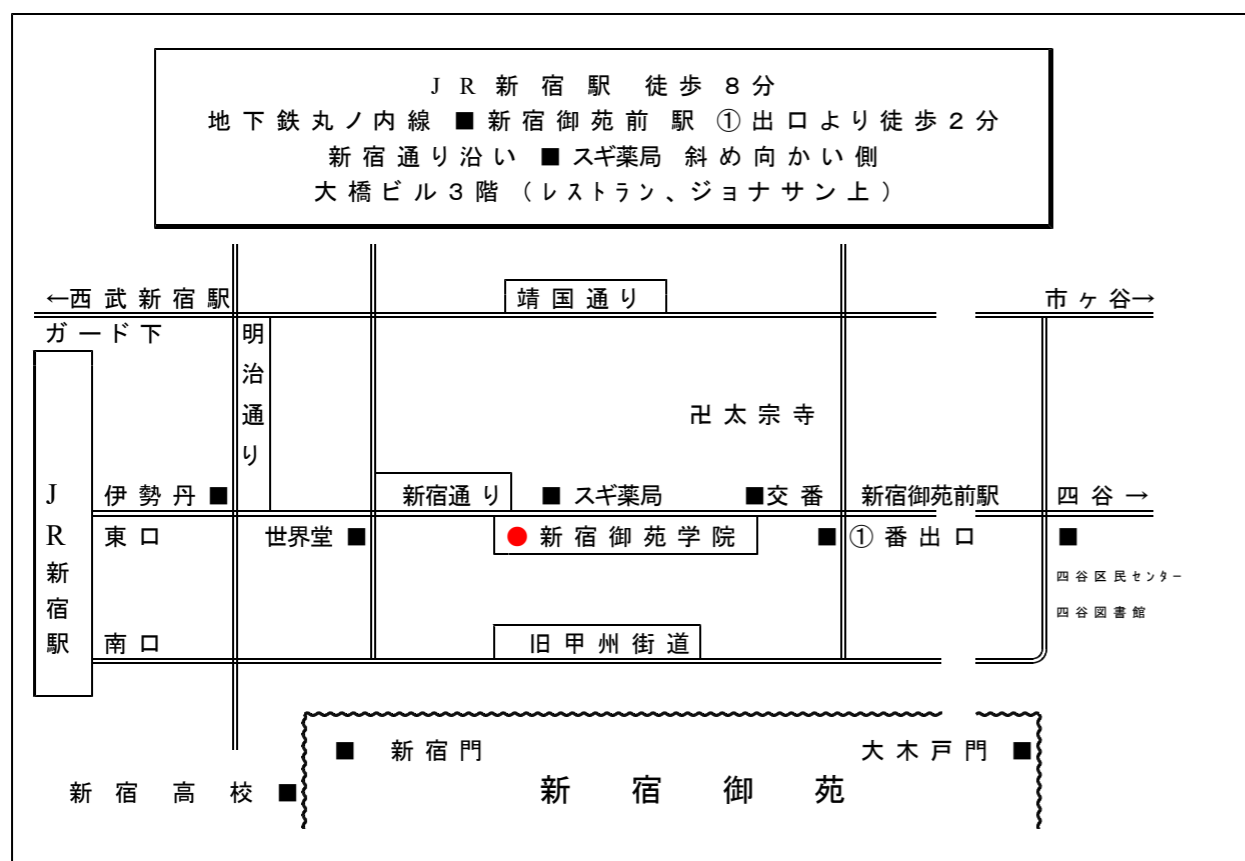 JR新宿駅 徒歩8分
地下鉄丸ノ内線 ■新宿御苑前 駅 ①出口より徒歩2分
新宿通り沿い ■ スギ薬局 斜め向かい側
大橋ビル3階（レストラン、ジョナサン上）
←西武新宿駅
靖国通り
市ヶ谷→
ガード下
明治通り
卍太宗寺
JR新宿駅
伊勢丹■
新宿通り
■ スギ薬局
■交番
新宿御苑前駅
四谷→
東口
世界堂■
●新宿御苑学院
■①番出口
■
四谷区民センター
四谷図書館
南口
旧甲州街道
■ 新宿門
大木戸門■
新宿高校■
新宿御苑